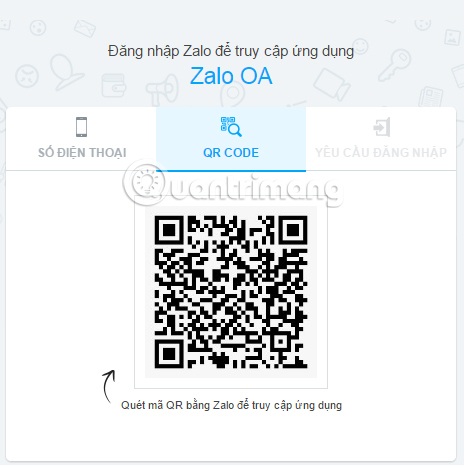 Đăng nhập Zalo để truy cập ứng dụng
Zalo OA
SỐ ĐIỆN THOẠI
QR CODE
YÊU CẦU ĐĂNG NHẬP
Quantrimang
Quét mã QR bằng Zalo để truy cập ứng dụng